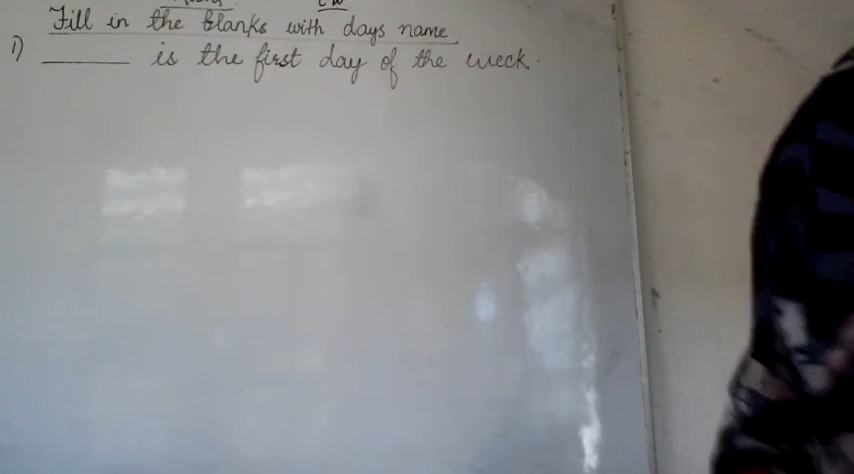 C.W
Fill in the blanks with days name
1) ______ is the first day of the week.